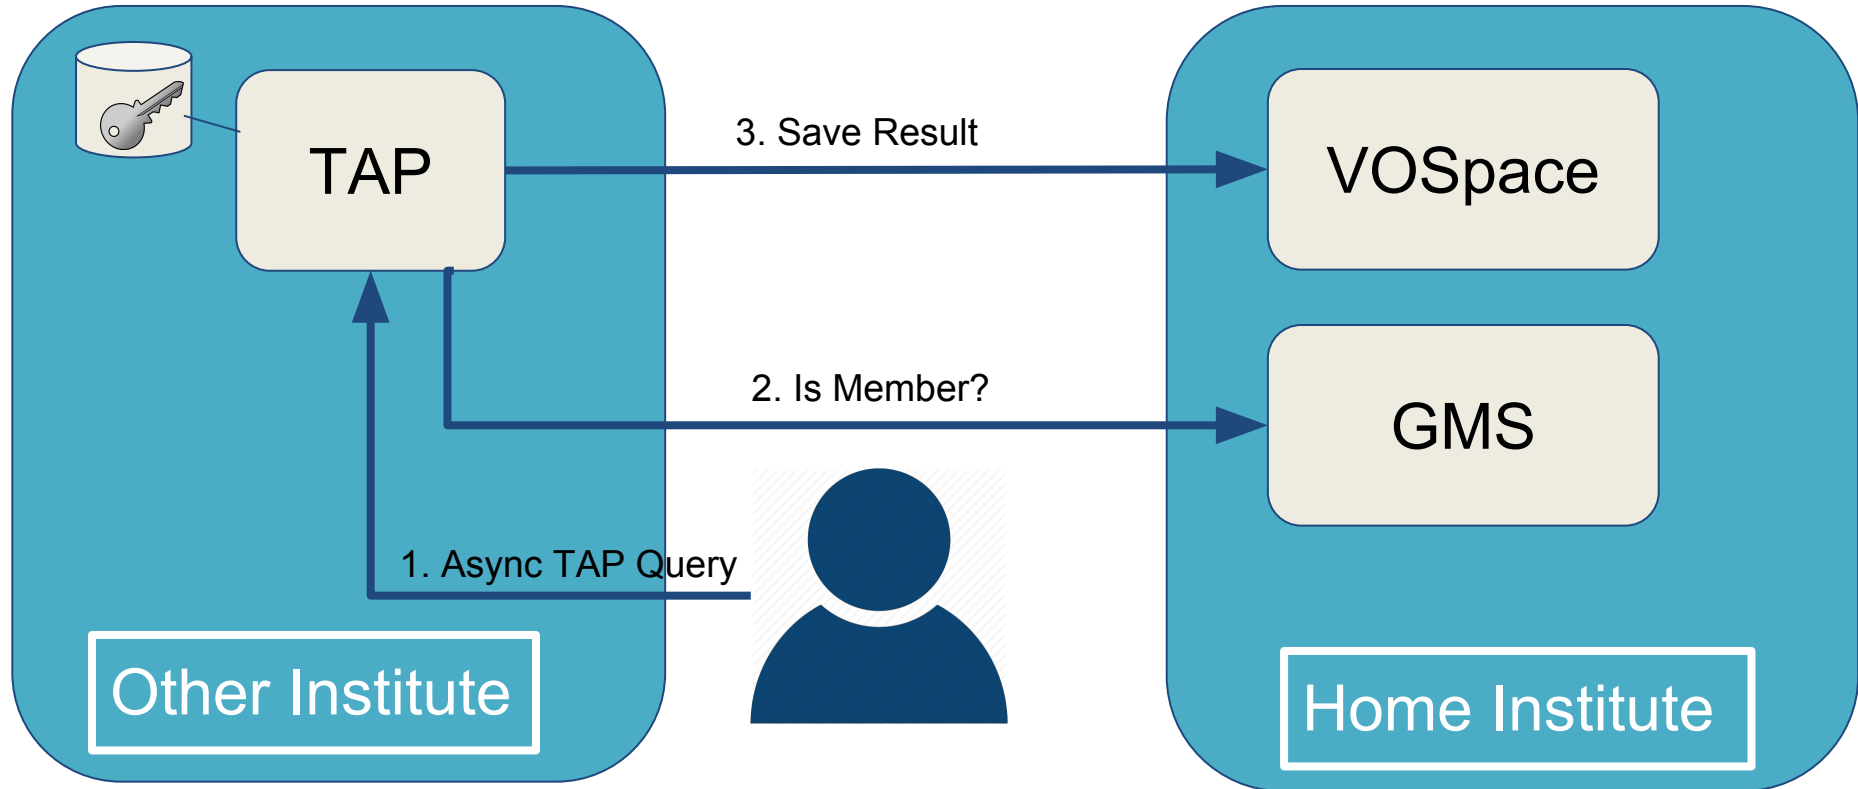 TAP
3. Save Result
VOSpace
2. Is Member?
GMS
1. Async TAP Query
Other Institute
Home Institute